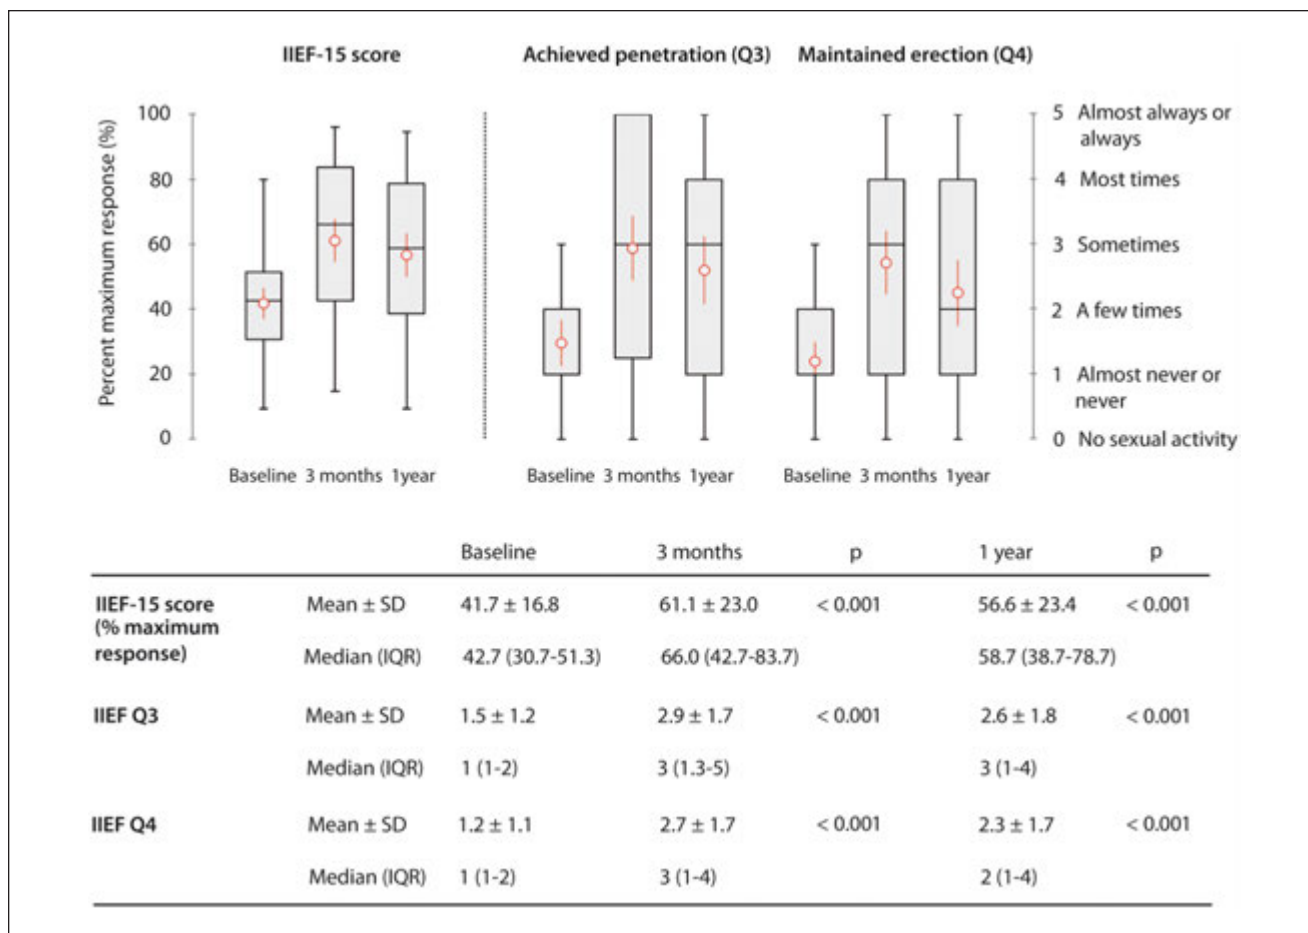 IIEF-15 score Achieved penetration (Q3) Maintained erection (Q4)
Percent maximum response (%)
100
80
60
40
20
0
5 Almost always or
always
4 Most times
3 Sometimes
2 A few times
1 Almost never or
never
0 No sexual activity
Baseline 3 months 1year Baseline 3 months 1year Baseline 3 months 1year
Baseline 3 months p 1 year p
IIEF-15 score Mean ± SD 41.7 ± 16.8 61.1 ± 23.0 < 0.001 56.6 ± 23.4 < 0.001
(% maximum
response) Median (IQR) 42.7 (30.7-51.3) 66.0 (42.7-83.7) 58.7 (38.7-78.7)
IIEF Q3 Mean ± SD 1.5 ± 1.2 2.9 ± 1.7 < 0.001 2.6 ± 1.8 < 0.001
Median (IQR) 1 (1-2) 3 (1.3-5) 3 (1-4)
IIEF Q4 Mean ± SD 1.2 ± 1.1 2.7 ± 1.7 < 0.001 2.3 ± 1.7 < 0.001
Median (IQR) 1 (1-2) 3 (1-4) 2 (1-4)